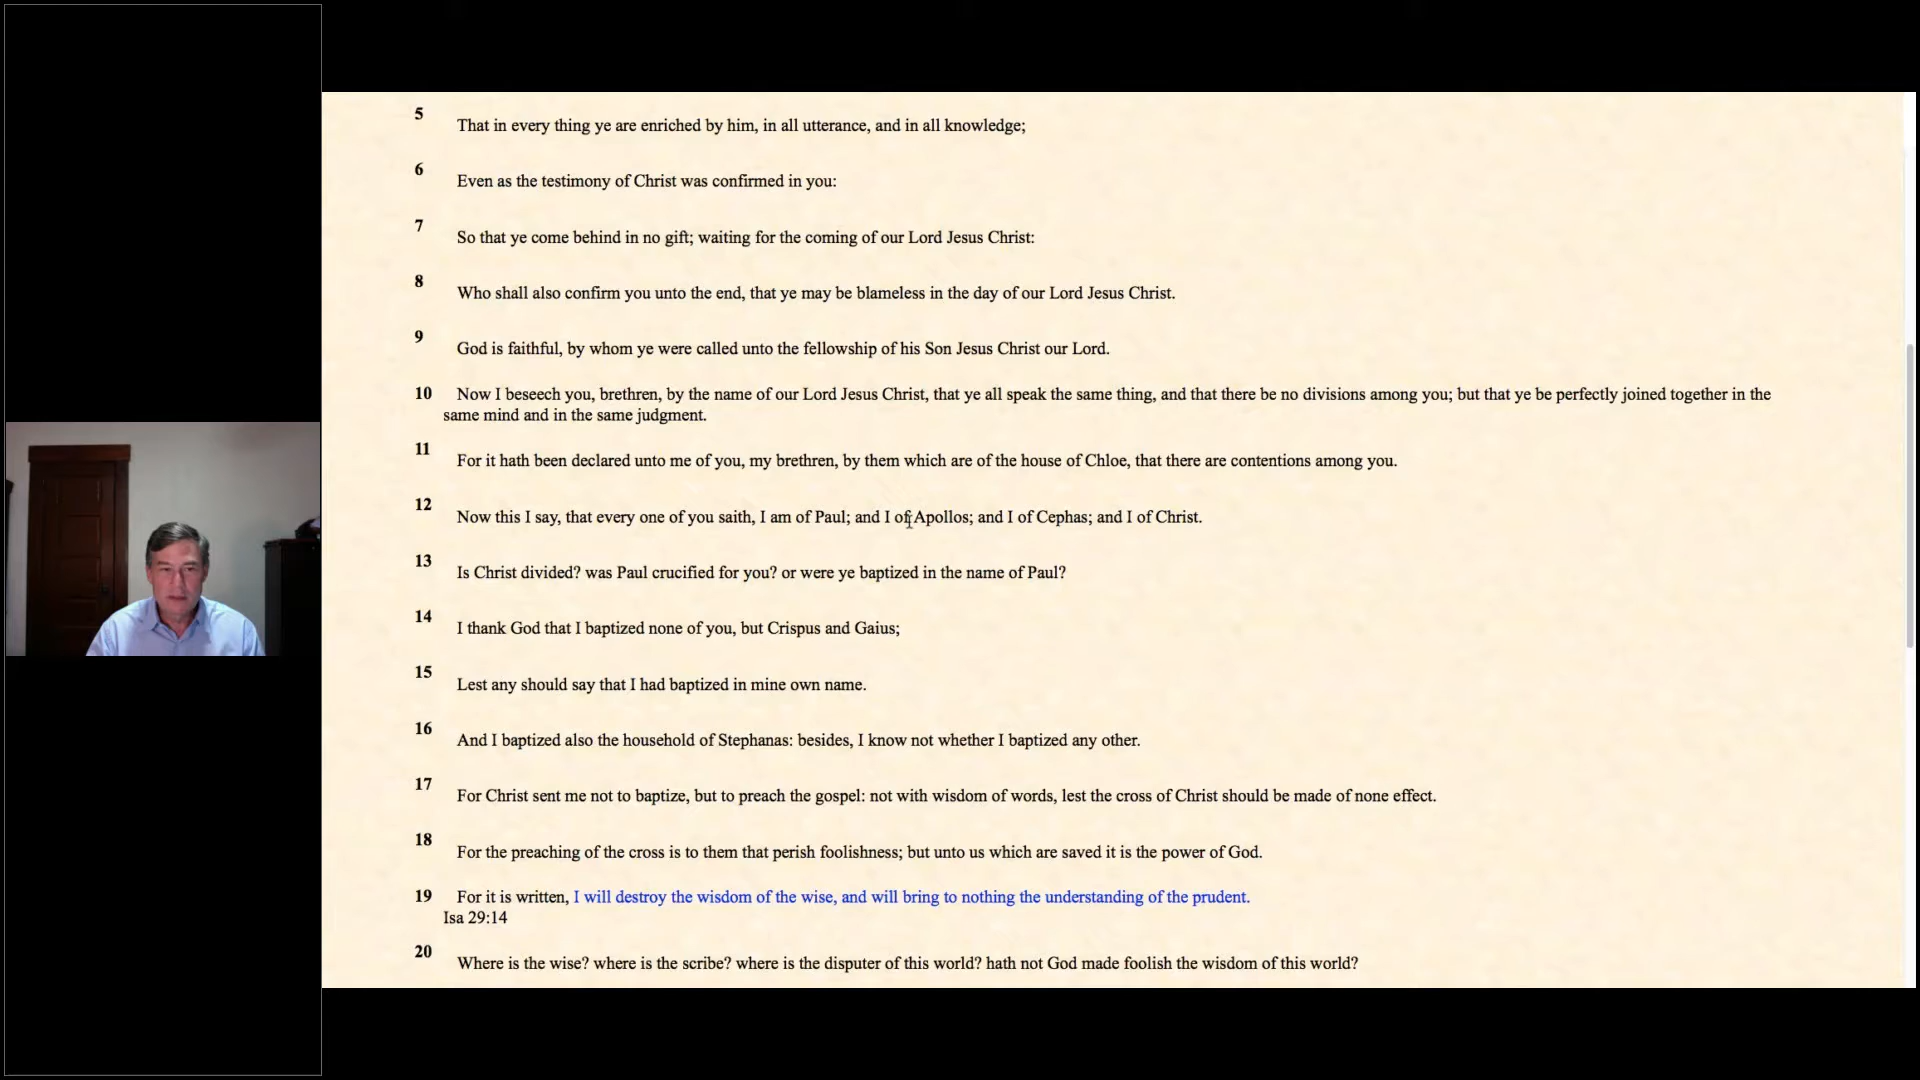 5
That in every thing ye are enriched by him, in all utterance, and in all knowledge;
6
Even as the testimony of Christ was confirmed in you:
7
So that ye come behind in no gift; waiting for the coming of our Lord Jesus Christ:
8
Who shall also confirm you unto the end, that ye may be blameless in the day of our Lord Jesus Christ.
9
God is faithful, by whom ye were called unto the fellowship of his Son Jesus Christ our Lord.
10 Now I beseech you, brethren, by the name of our Lord Jesus Christ, that ye all speak the same thing, and that there be no divisions among you; but that ye be perfectly joined together in the
same mind and in the same judgment.
11
For it hath been declared unto me of you, my brethren, by them which are of the house of Chloe, that there are contentions among you.
12
Now this I say, that every one of you saith, I am of Paul; and I of Apollos; and I of Cephas; and I of Christ.
13
Is Christ divided? was Paul crucified for you? or were ye baptized in the name of Paul?
14
I thank God that I baptized none of you, but Crispus and Gaius;
15
Lest any should say that I had baptized in mine own name.
16
And I baptized also the household of Stephanas: besides, I know not whether I baptized any other.
17
For Christ sent me not to baptize, but to preach the gospel: not with wisdom of words, lest the cross of Christ should be made of none effect.
18
For the preaching of the cross is to them that perish foolishness; but unto us which are saved it is the power of God.
19 For it is written, I will destroy the wisdom of the wise, and will bring to nothing the understanding of the prudent.
Isa 29:14
20
Where is the wise? where is the scribe? where is the disputer of this world? hath not God made foolish the wisdom of this world?